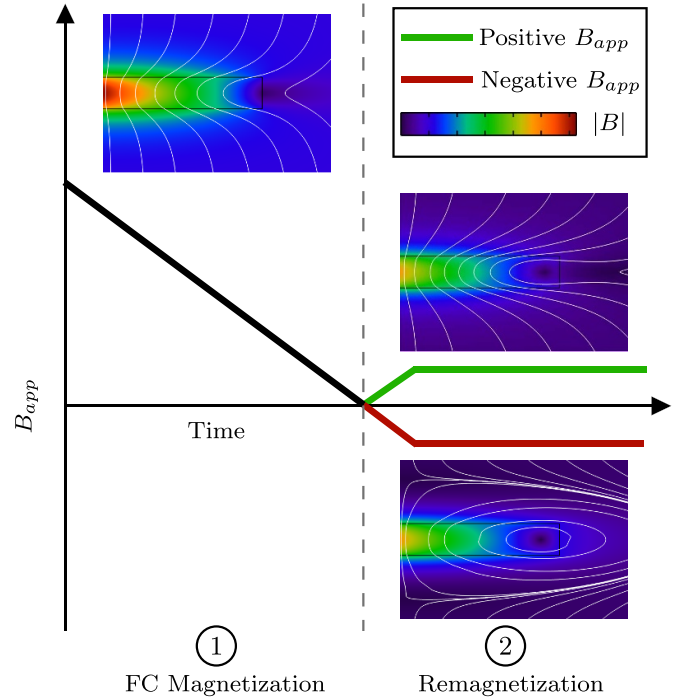 Positive B_app
Negative B_app
|B|
B_app
Time
1
2
FC Magnetization
Remagnetization